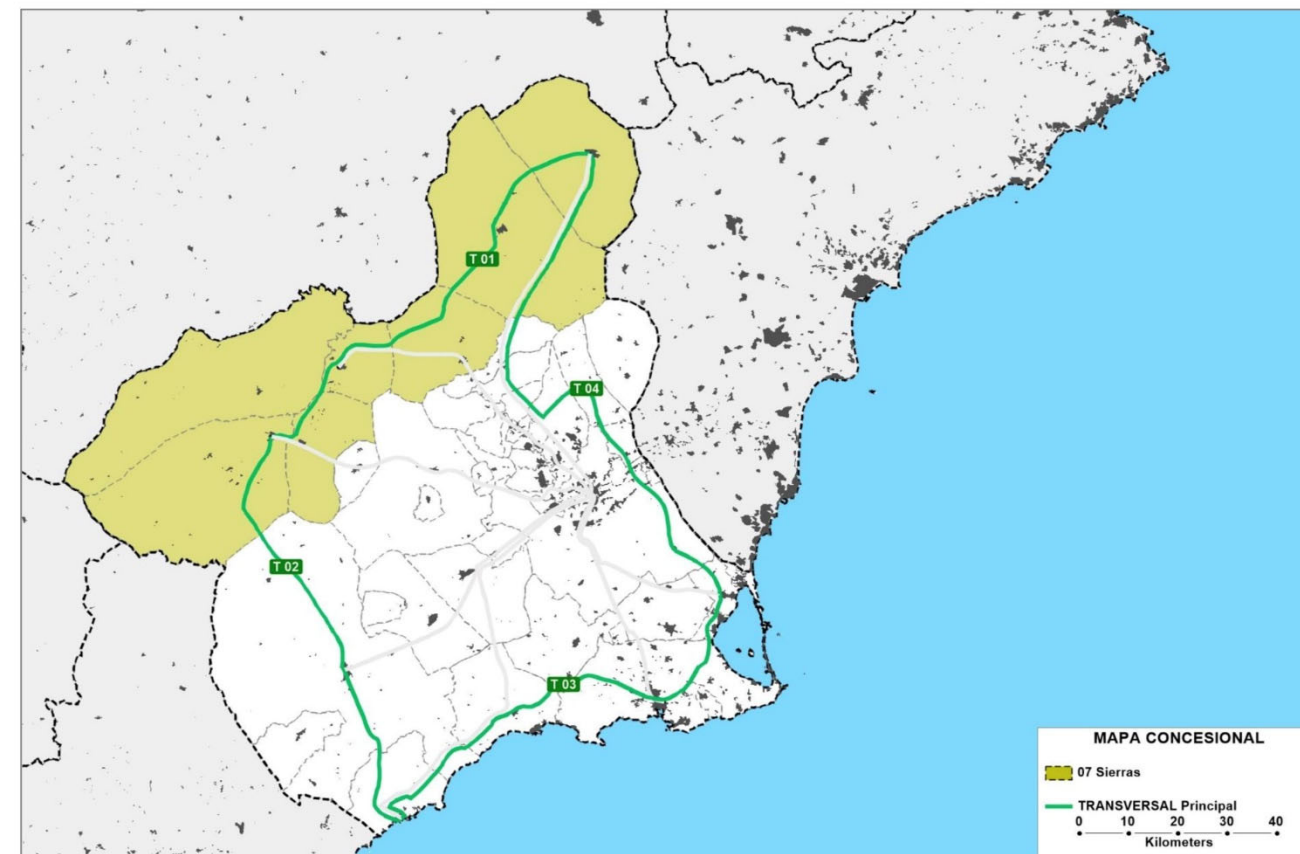 T 01
T 04
T 02
T 03
MAPA CONCESIONAL
07 Sierras
TRANSVERSAL Principal
0 10 20 30 40
Kilometers